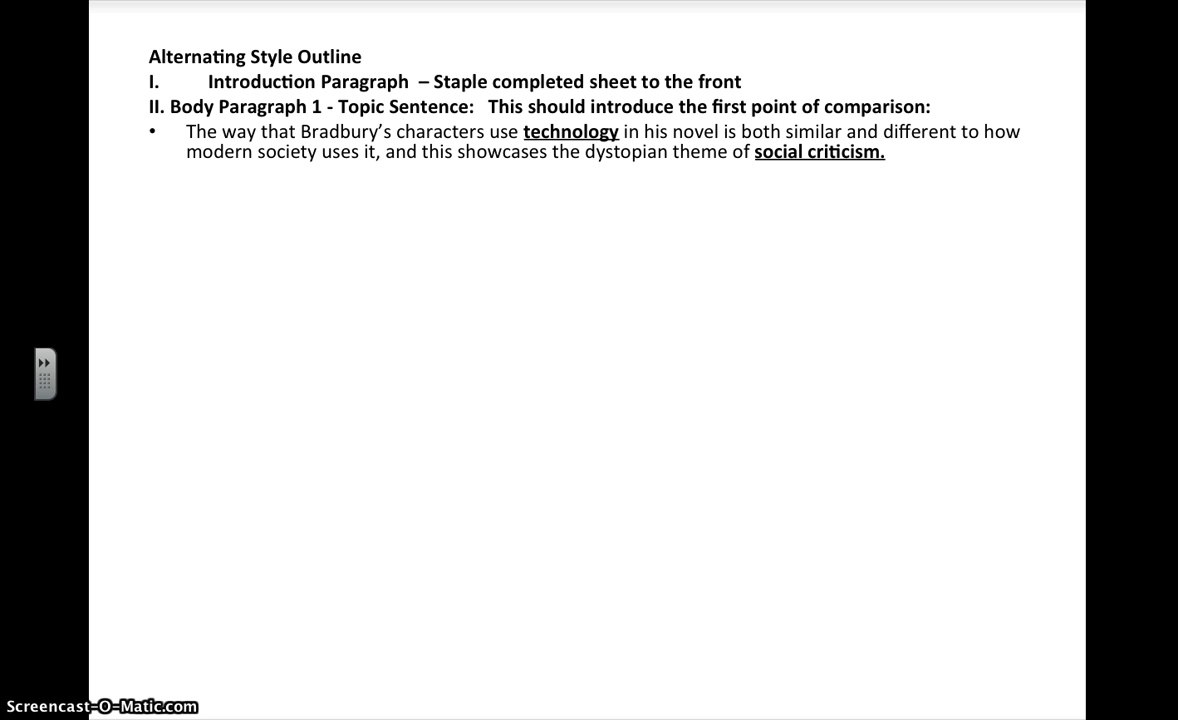 Alternating Style Outline
I. Introduction Paragraph – Staple completed sheet to the front
II. Body Paragraph 1 - Topic Sentence: This should introduce the first point of comparison:
• The way that Bradbury’s characters use technology in his novel is both similar and different to how
modern society uses it, and this showcases the dystopian theme of social criticism.
Screencast-O-Matic.com